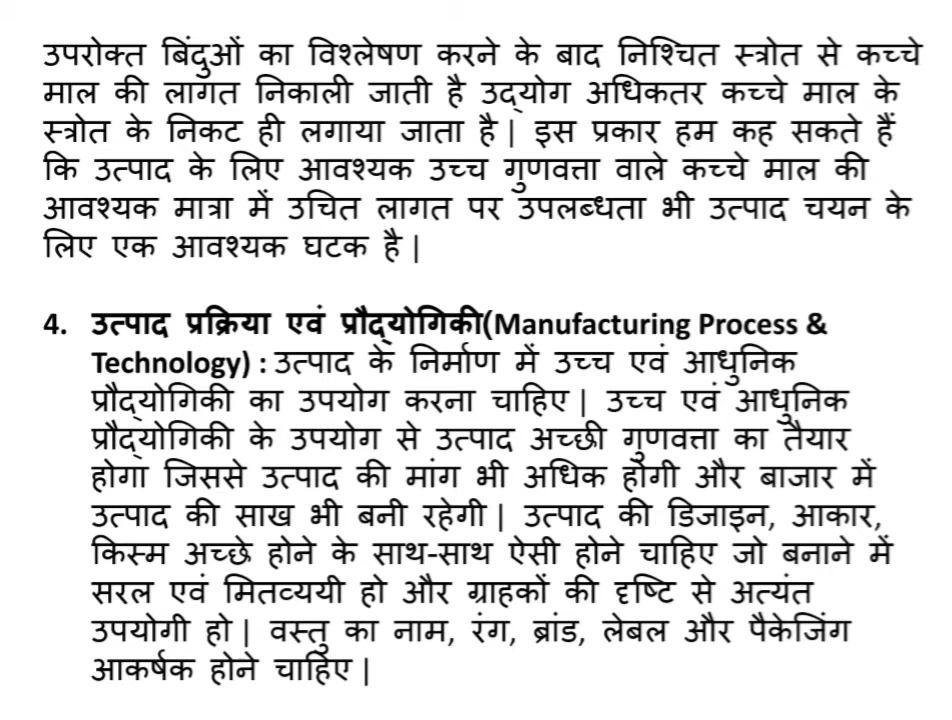 उपरोक्त बिंदुओं का विश्लेषण करने के बाद निश्चित स्त्रोत से कच्चे
माल की लागत निकाली जाती है उद्योग अधिकतर कच्चे माल के
स्त्रोत के निकट ही लगाया जाता है| इस प्रकार हम कह सकते हैं
कि उत्पाद के लिए आवश्यक उच्च गुणवत्ता वाले कच्चे माल की
आवश्यक मात्रा में उचित लागत पर उपलब्धता भी उत्पाद चयन के
लिए एक आवश्यक घटक है|
4. उत्पाद प्रक्रिया एवं प्रौद्योगिकी(Manufacturing Process &
Technology) : उत्पाद के निर्माण में उच्च एवं आधुनिक
प्रौद्योगिकी का उपयोग करना चाहिए| उच्च एवं आधुनिक
प्रौद्योगिकी के उपयोग से उत्पाद अच्छी गुणवत्ता का तैयार
होगा जिससे उत्पाद की मांग भी अधिक होगी और बाजार में
उत्पाद की साख भी बनी रहेगी| उत्पाद की डिजाइन, आकार,
किस्म अच्छे होने के साथ-साथ ऐसी होने चाहिए जो बनाने में
सरल एवं मितव्ययी हो और ग्राहकों की दृष्टि से अत्यंत
उपयोगी हो| वस्तु का नाम, रंग, ब्रांड, लेबल और पैकेजिंग
आकर्षक होने चाहिए|